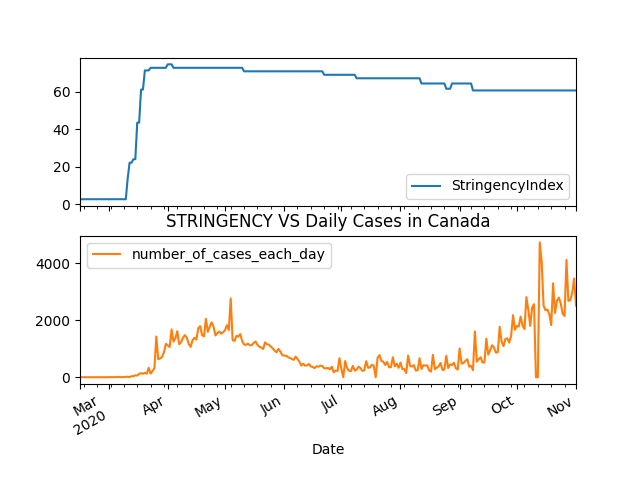 60
40
20
0
StringencyIndex
STRINGENCY VS Daily Cases in Canada
number_of_cases_each_day
4000
2000
0
Mar
2020
Apr
May
Jun
Jul
Aug
Sep
Oct
Nov
Date